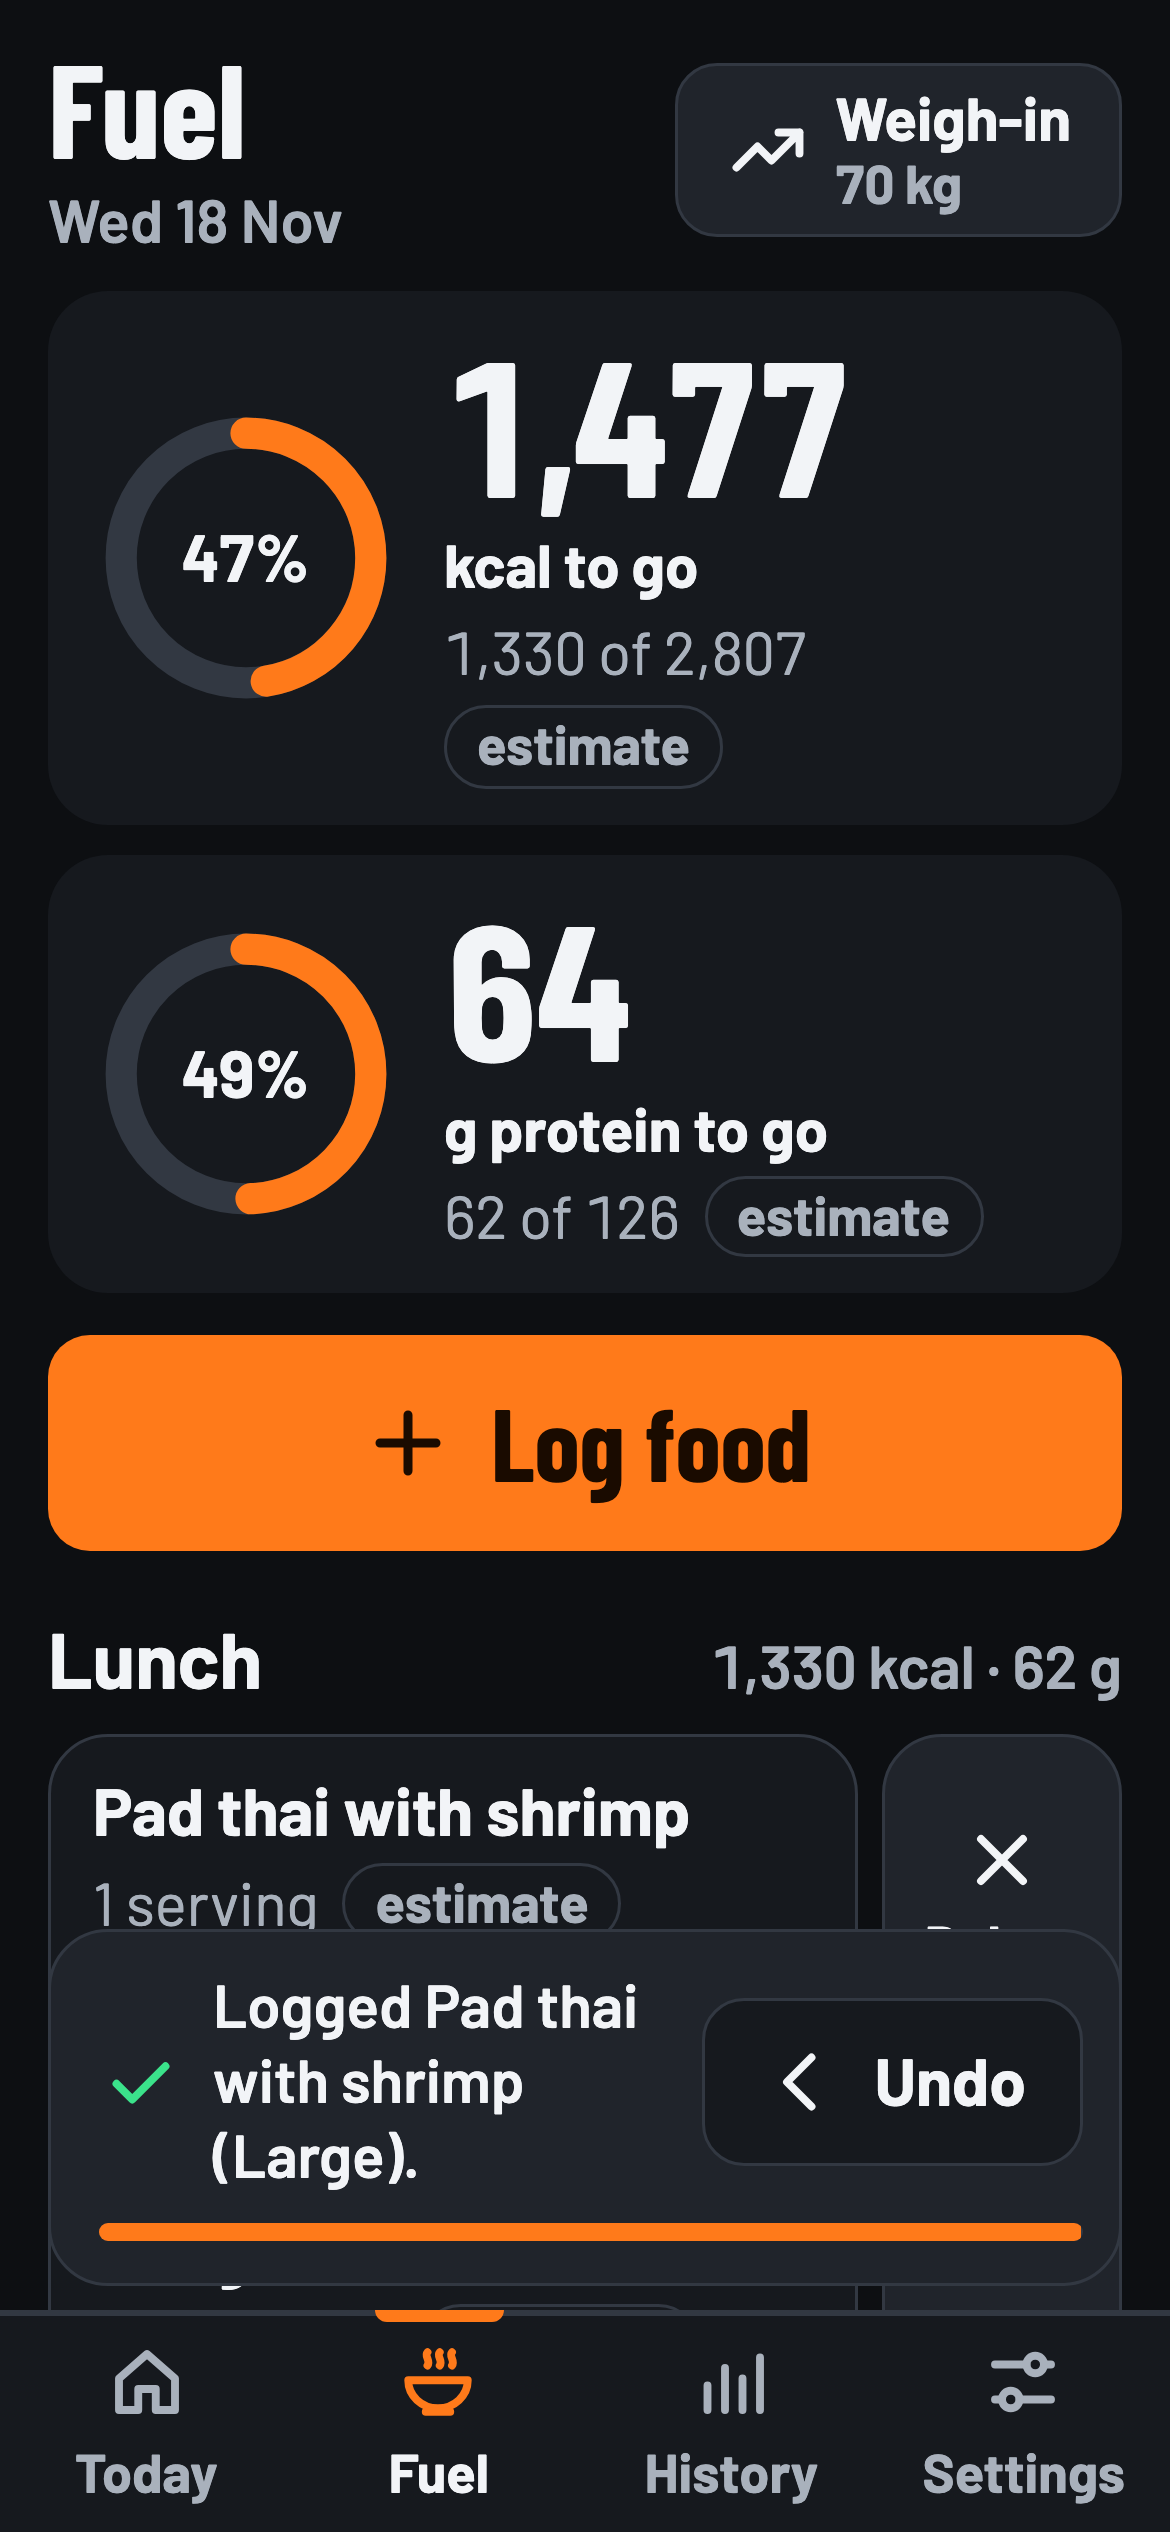 Fuel
Wed 18 Nov
Weigh-in
70 kg
47%
1,477
kcal to go
1,330 of 2,807
estimate
49%
64
g protein to go
62 of 126 estimate
+ Log food
Lunch
1,330 kcal · 62 g
Pad thai with shrimp
1 serving estimate
Logged Pad thai
with shrimp
(Large).
Undo
Today
Fuel
History
Settings